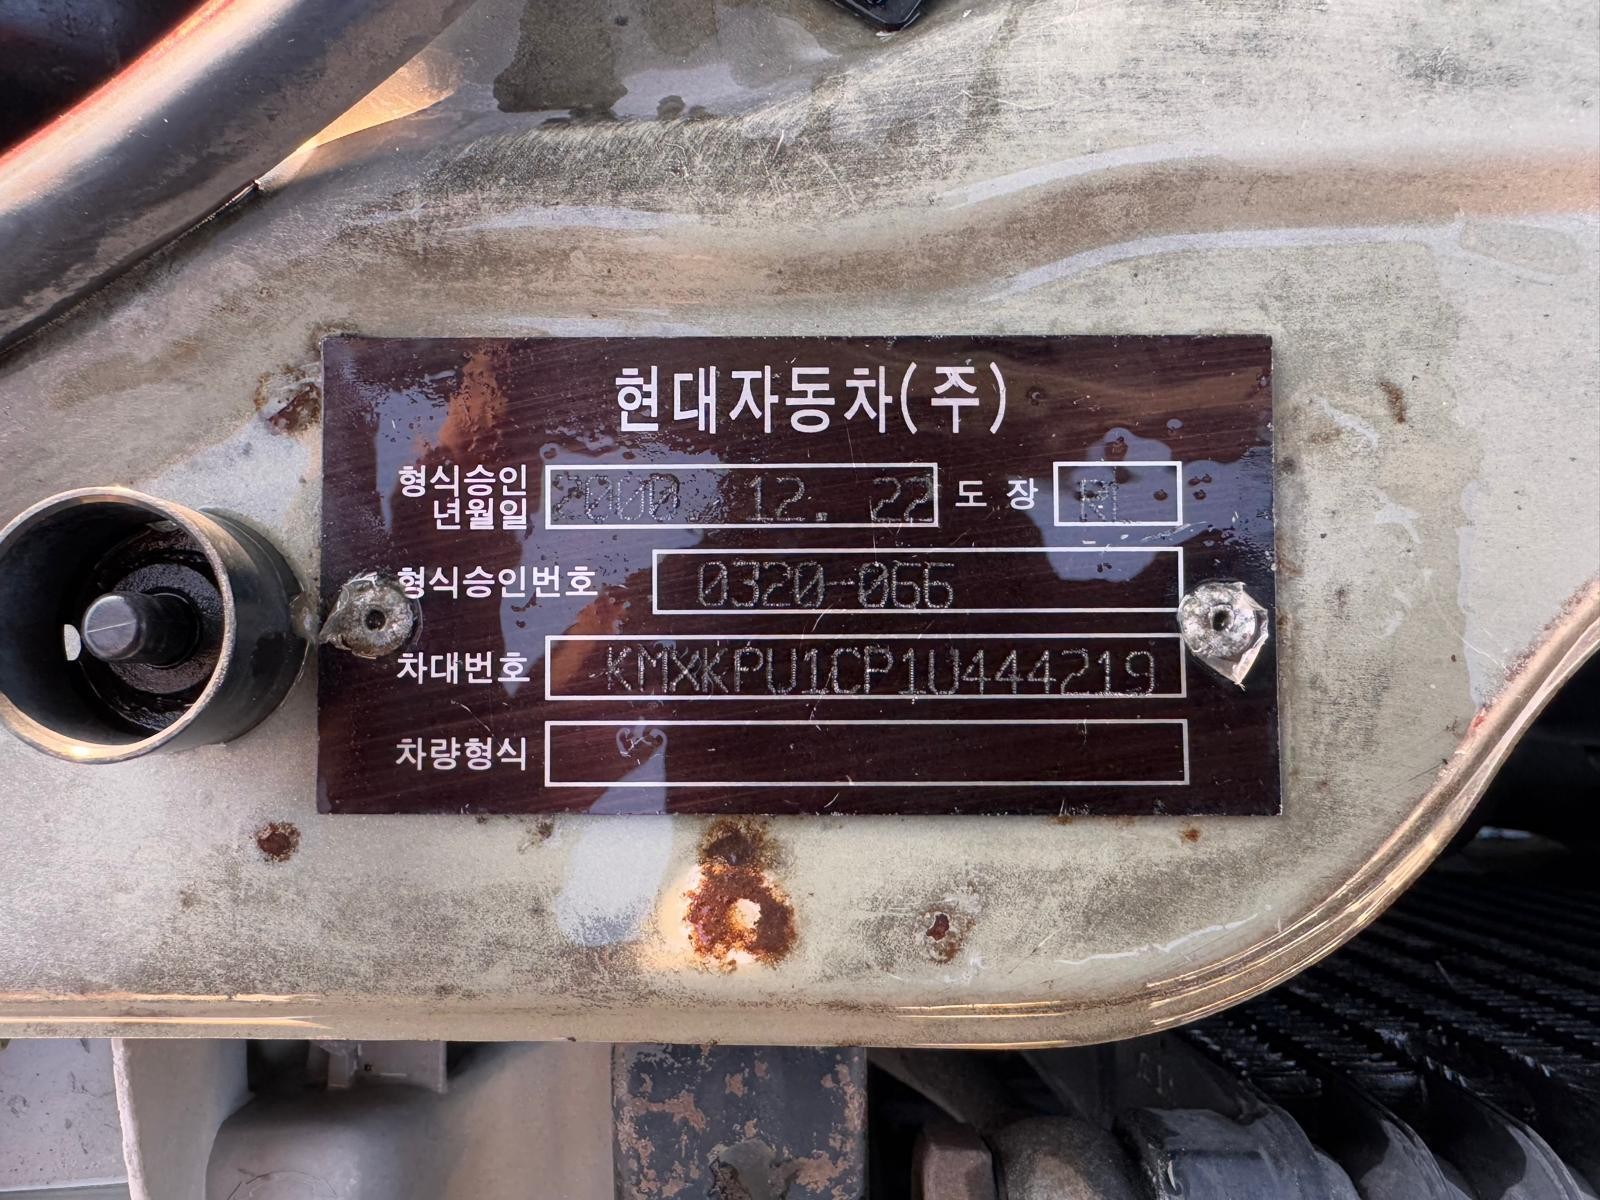 현대자동차(주)
형식승인 년월일 2000. 12. 22 도 장
형식승인번호 0320-066
차대번호 KMXKPU1CP1U444219
차량형식